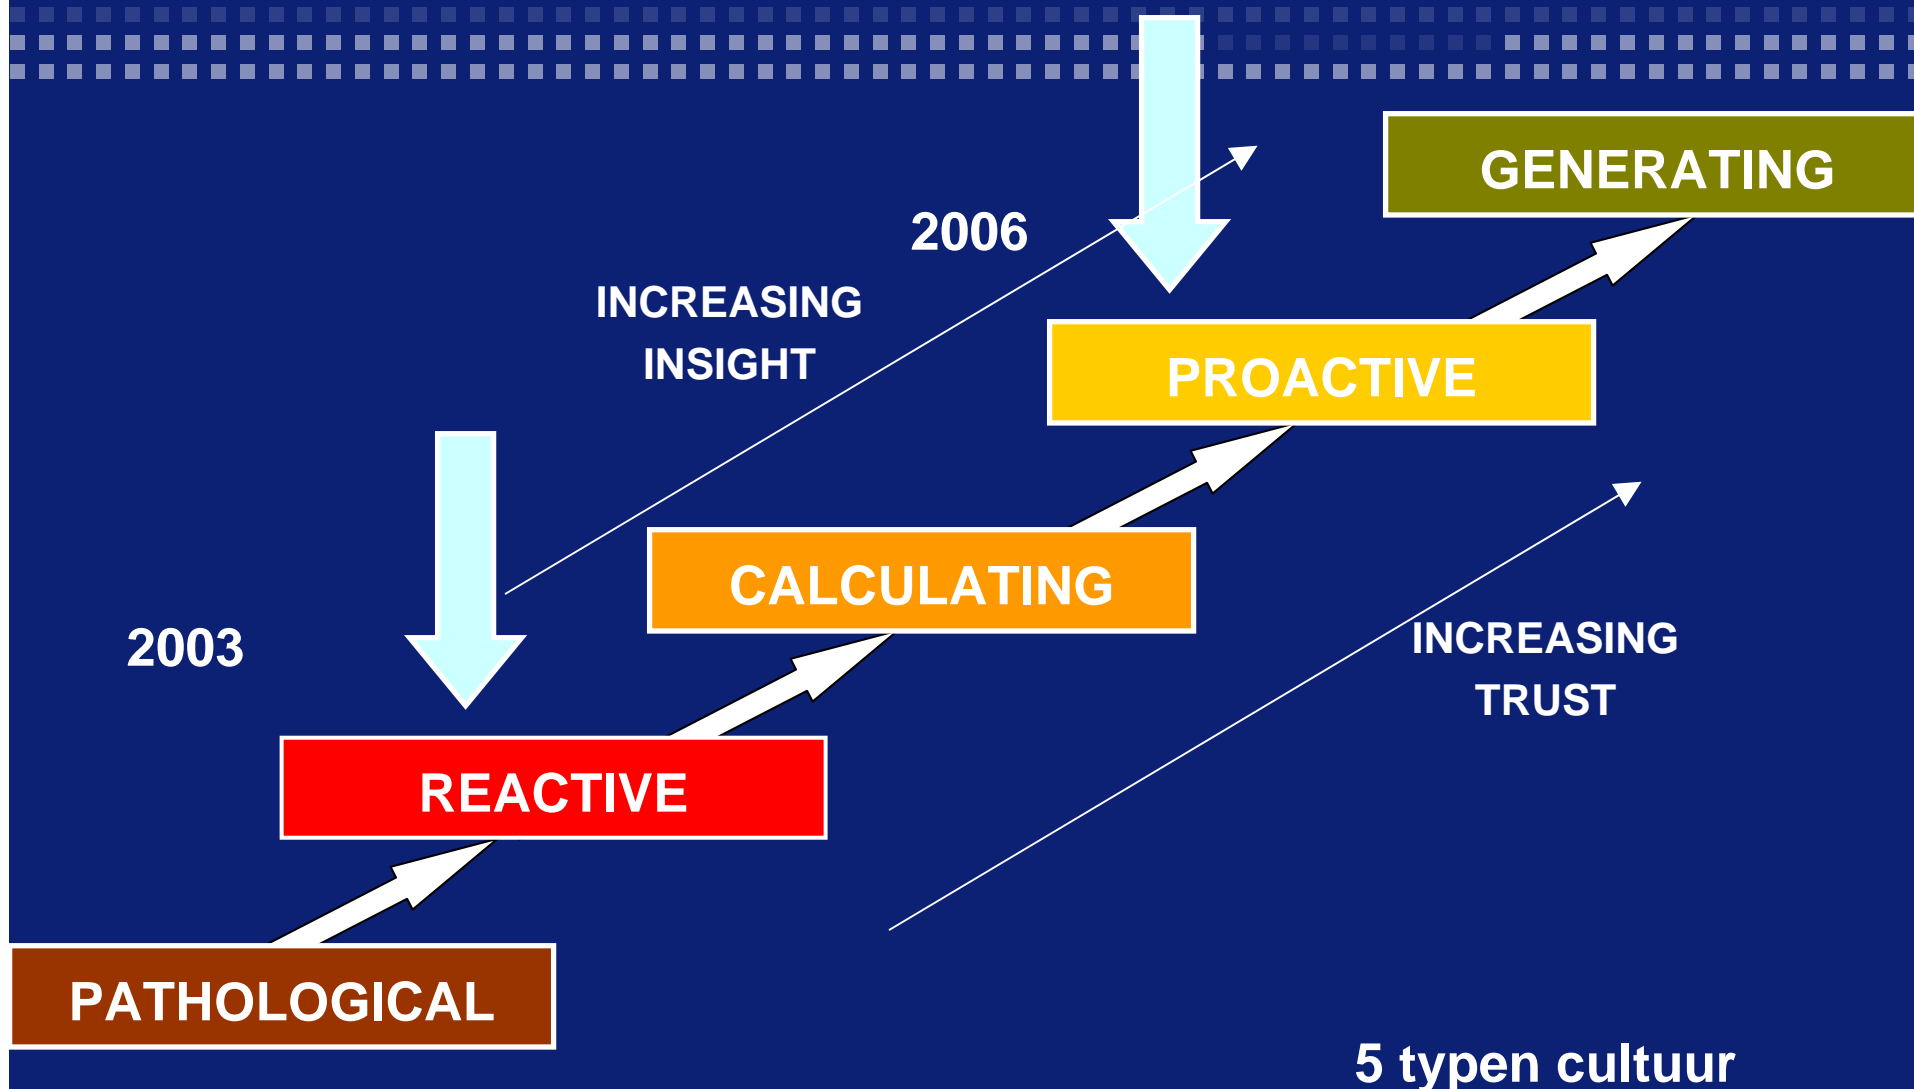 GENERATING
2006
INCREASING
INSIGHT
PROACTIVE
CALCULATING
2003
INCREASING
TRUST
REACTIVE
PATHOLOGICAL
5 typen cultuur